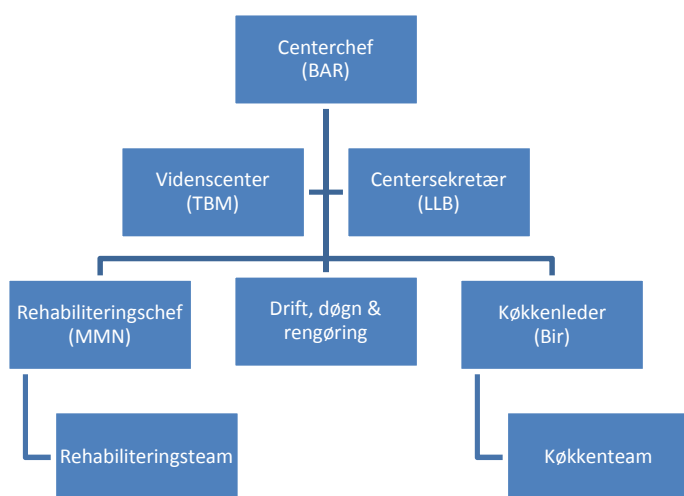 Centerchef
(BAR)
Videnscenter
(TBM)
Centersekretær
(LLB)
Rehabiliteringschef
(MMN)
Drift, døgn &
rengøring
Køkkenleder
(Bir)
Rehabiliteringsteam
Køkkenteam